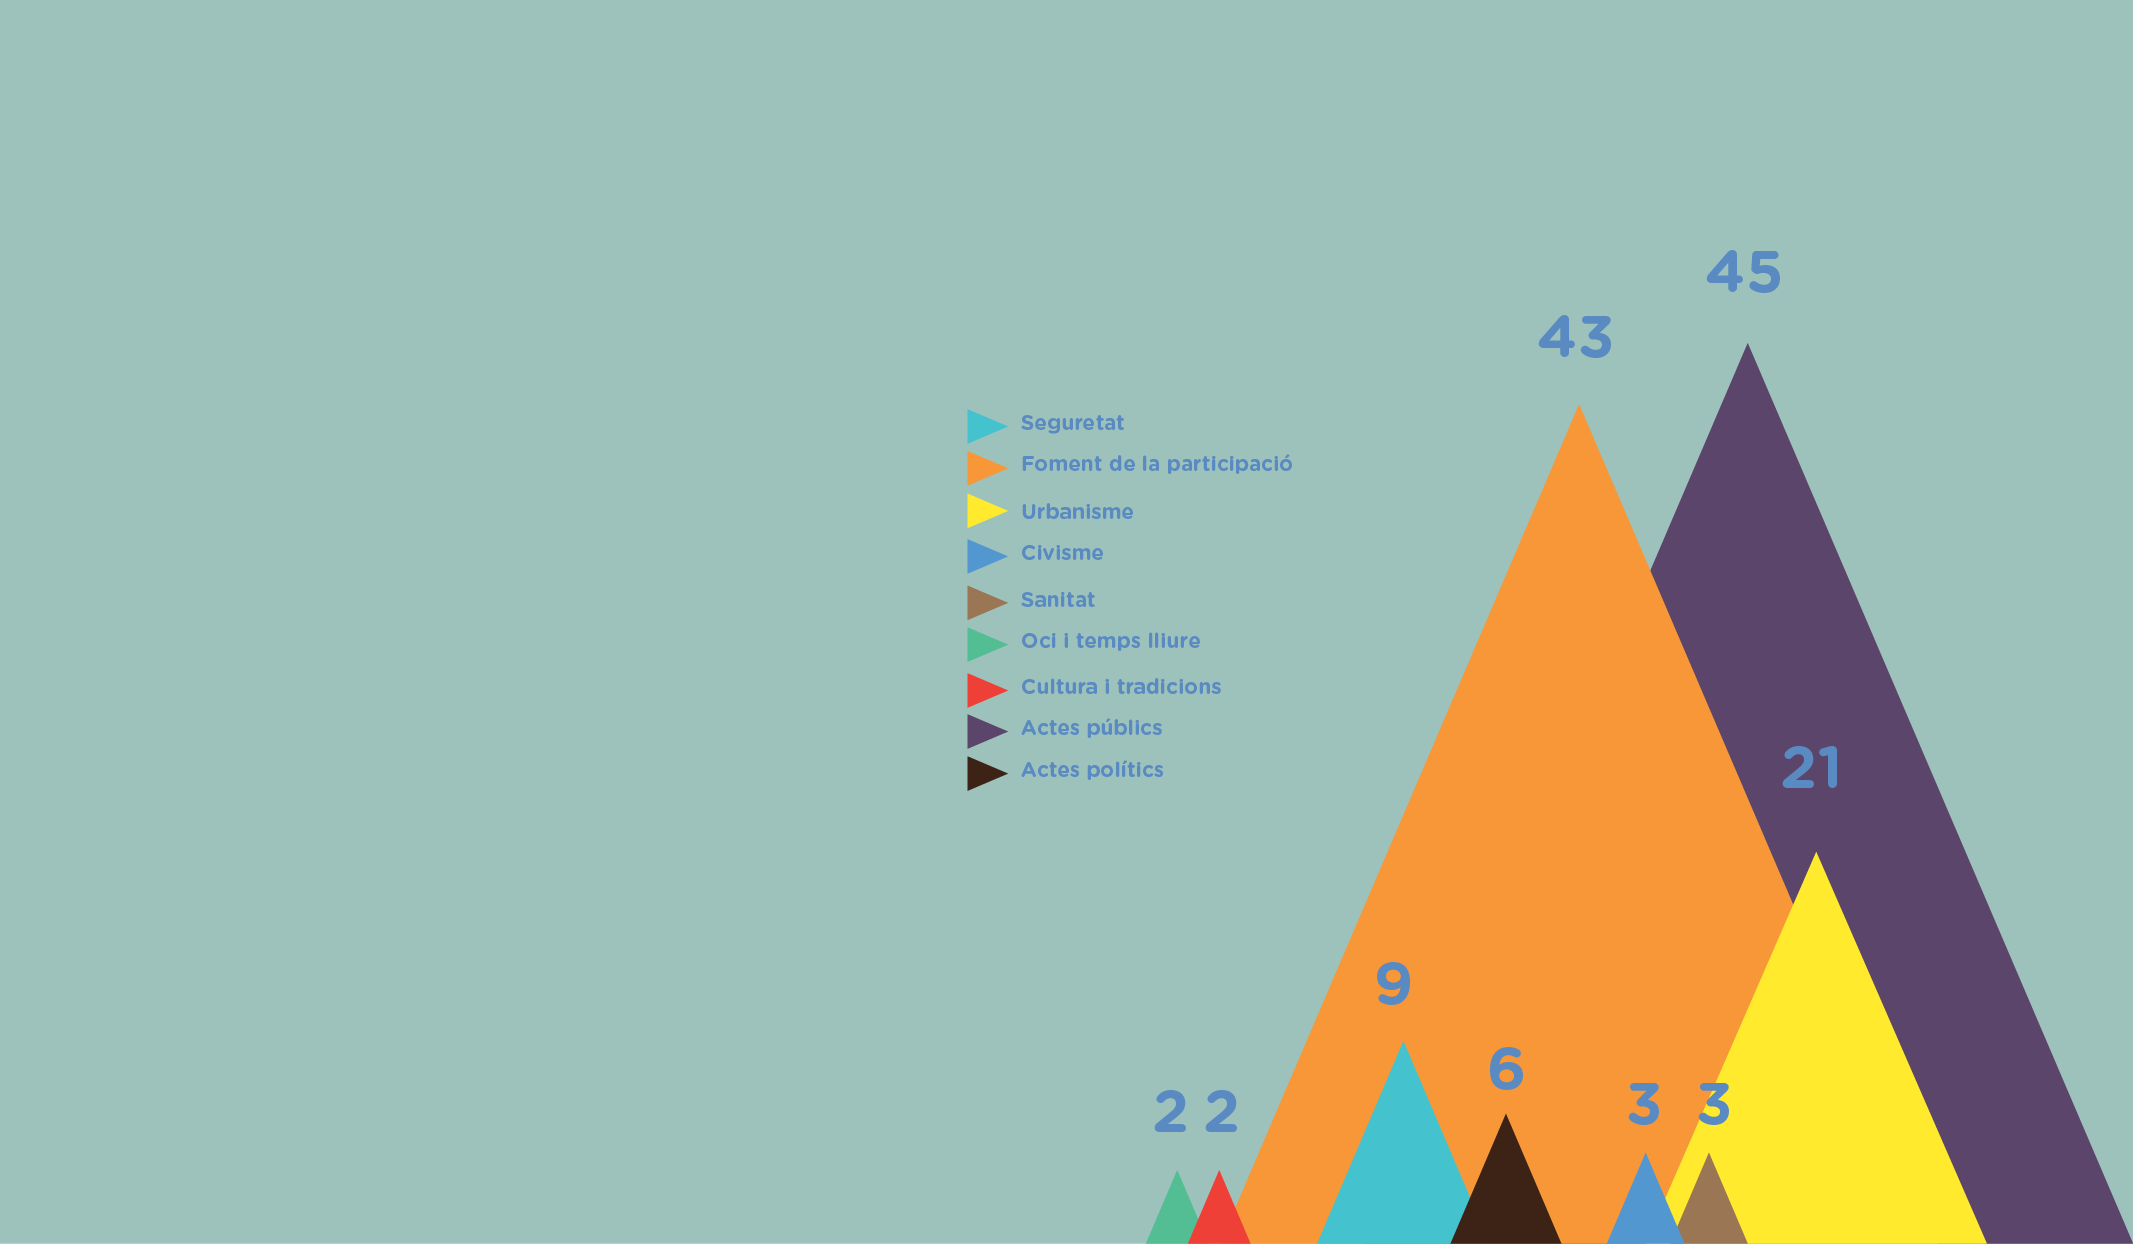 45
43
Seguretat
Foment de la participació
Urbanisme
Civisme
Sanitat
Oci i temps lliure
Cultura i tradicions
Actes públics
Actes polítics
21
9
6
2 2
3 3